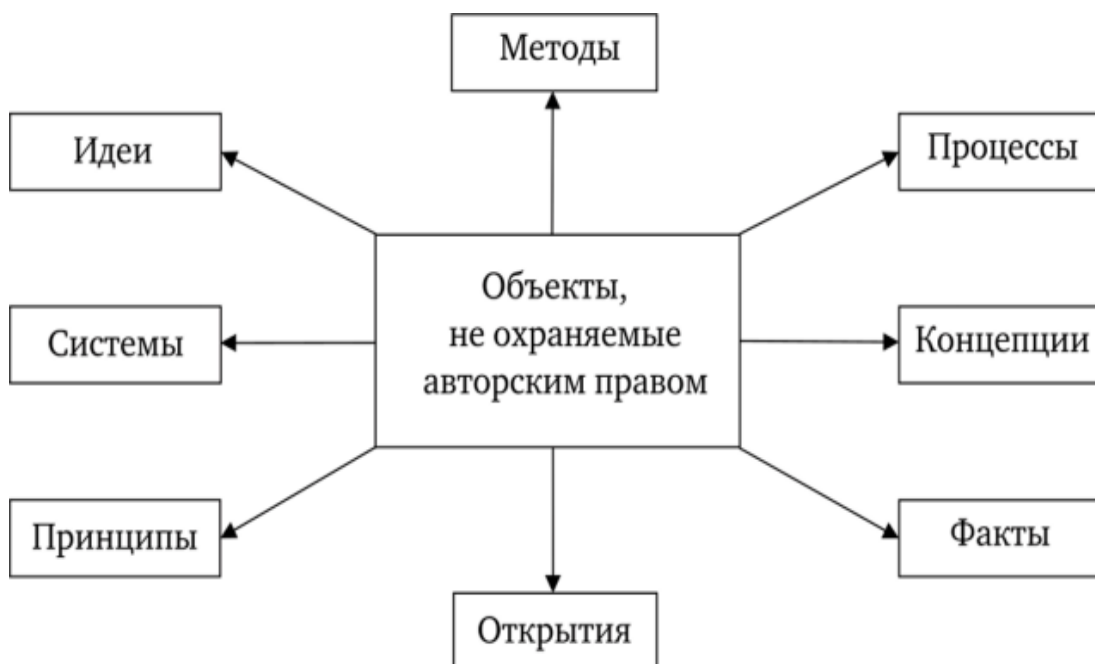 Методы
Идеи
Процессы
Объекты,
не охраняемые
авторским правом
Системы
Концепции
Принципы
Факты
Открытия